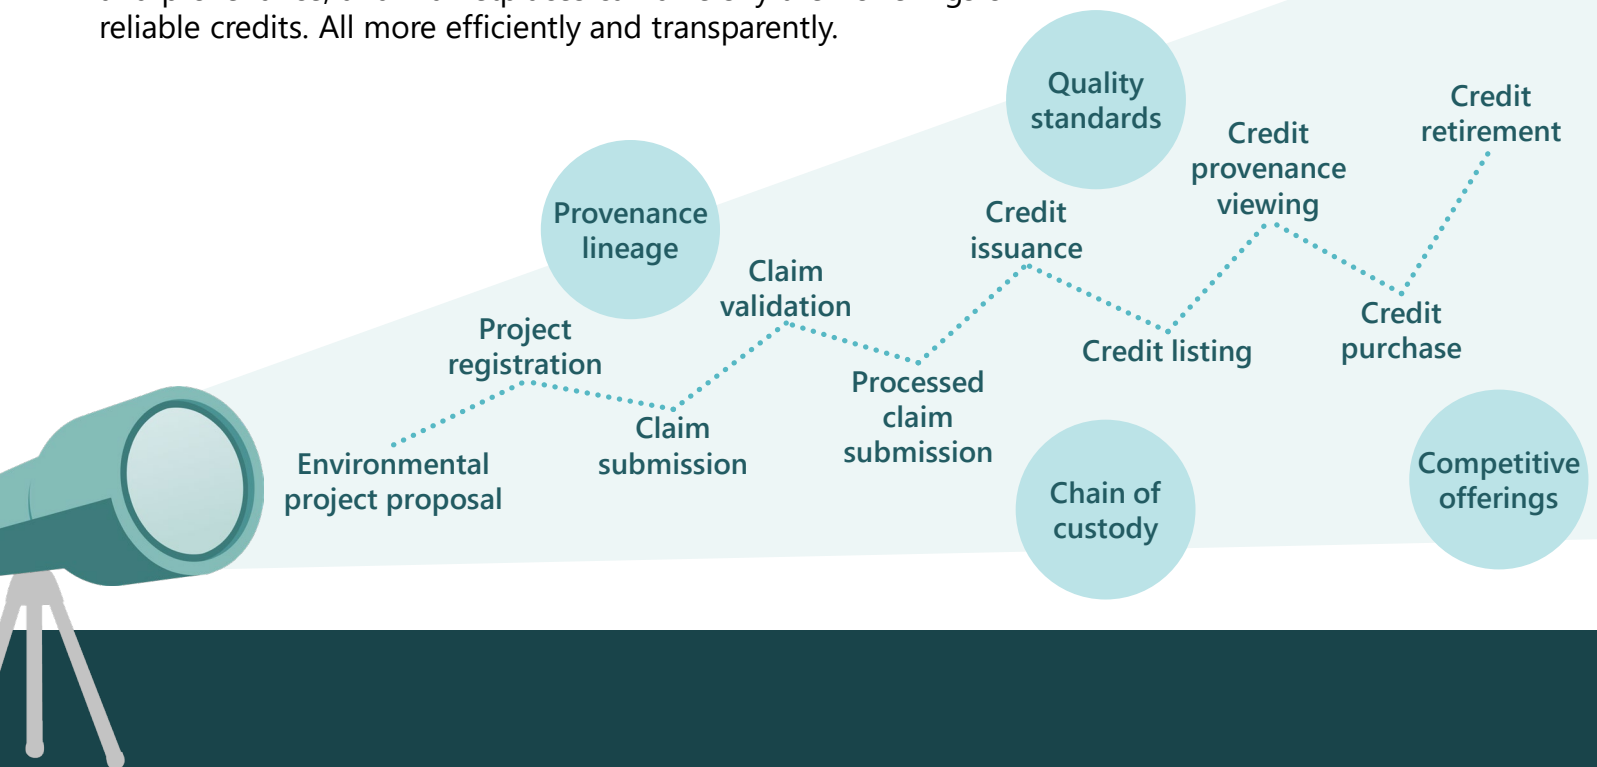 reliable credits. All more efficiently and transparently.
Quality
standards
Credit
retirement
Credit
provenance
viewing
Provenance
lineage
Credit
issuance
Claim
validation
Project
registration
Credit
purchase
Credit listing
Processed
claim
submission
Claim
submission
Environmental
project proposal
Competitive
offerings
Chain of
custody